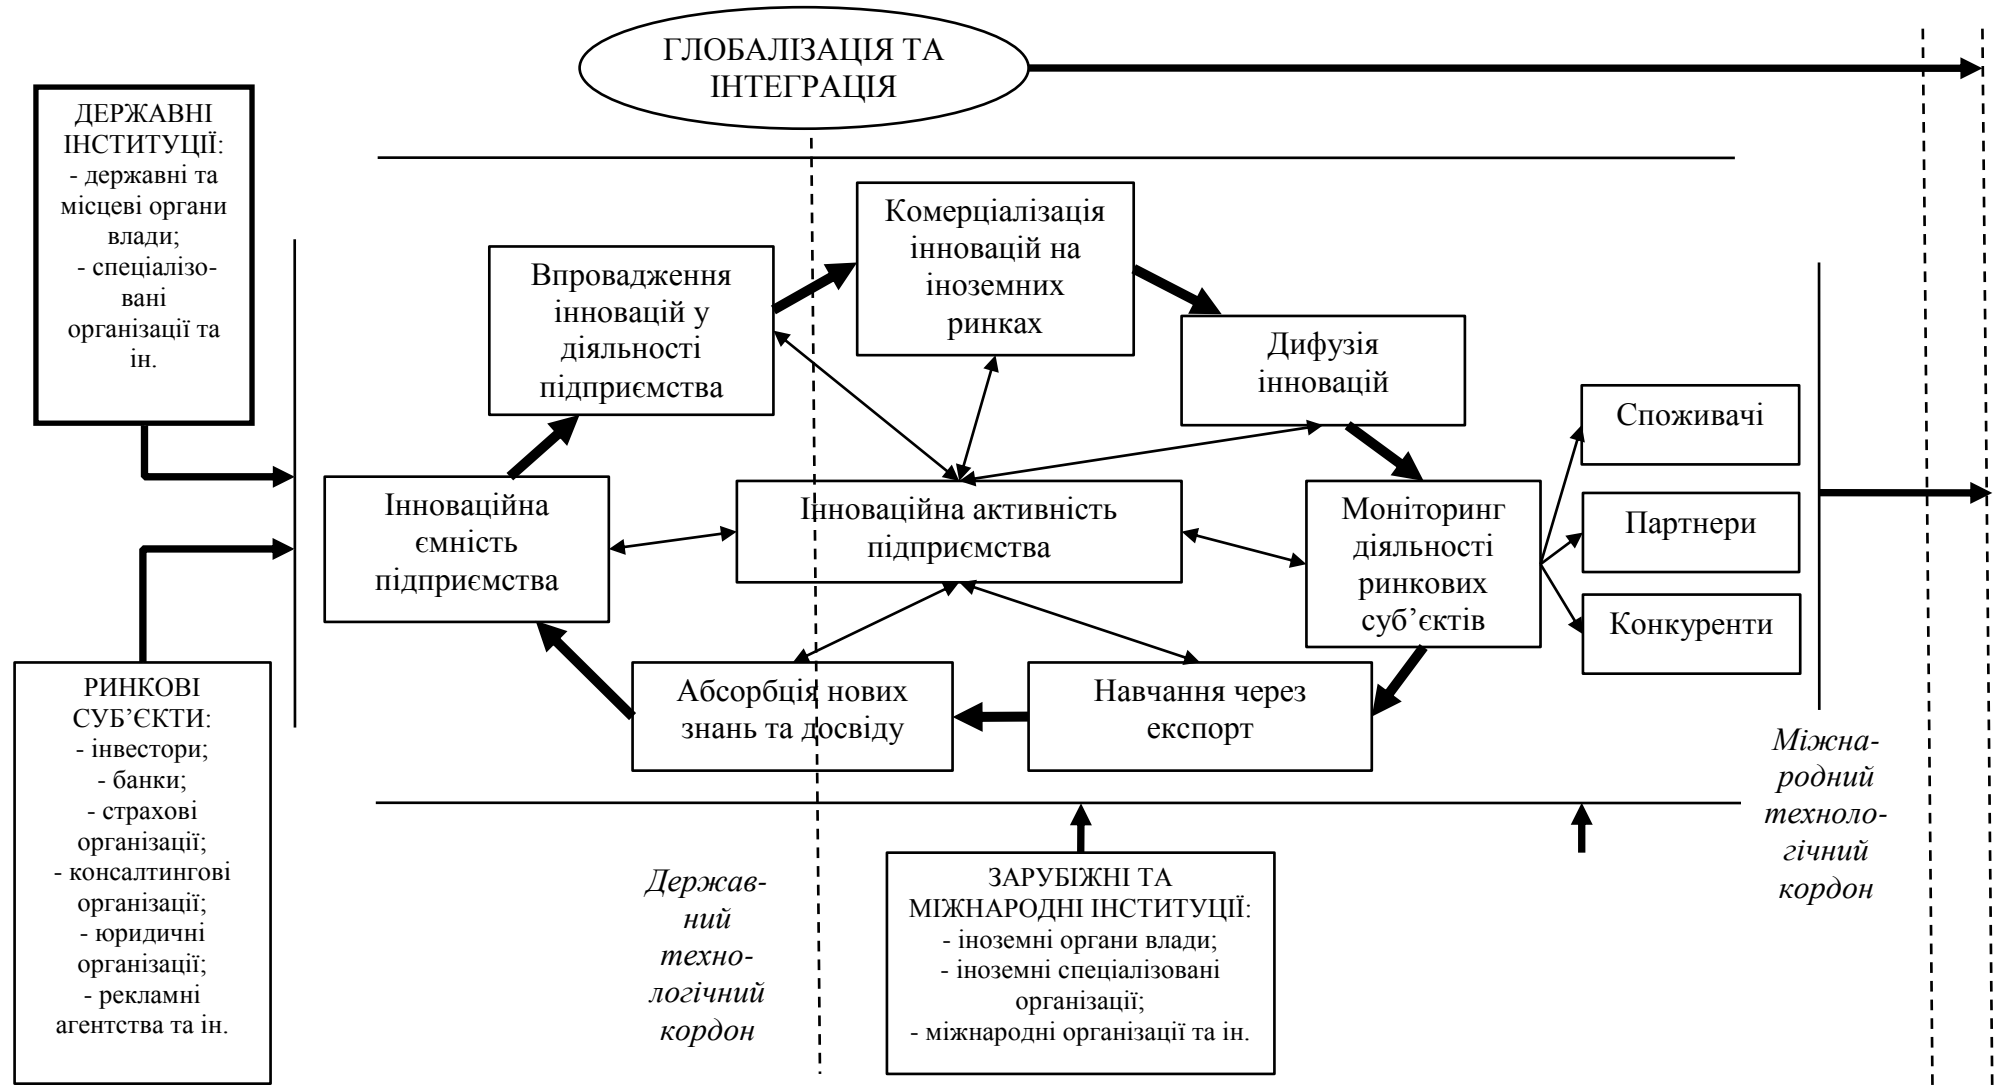 ГЛОБАЛІЗАЦІЯ ТА
ІНТЕГРАЦІЯ
ДЕРЖАВНІ
ІНСТИТУЦІЇ:
- державні та
місцеві органи
влади;
- спеціалізо-
вані
організації та
ін.
Впровадження
інновацій у
діяльності
підприємства
Комерціалізація
інновацій на
іноземних
ринках
Дифузія
інновацій
Споживачі
Партнери
Конкуренти
Інноваційна
ємність
підприємства
Інноваційна активність
підприємства
Моніторинг
діяльності
ринкових
суб’єктів
Абсорбція нових
знань та досвіду
Навчання через
експорт
РИНКОВІ
СУБ’ЄКТИ:
- інвестори;
- банки;
- страхові
організації;
- консалтингові
організації;
- юридичні
організації;
- рекламні
агентства та ін.
Держав-
ний
техно-
логічний
кордон
ЗАРУБІЖНІ ТА
МІЖНАРОДНІ ІНСТИТУЦІЇ:
- іноземні органи влади;
- іноземні спеціалізовані
організації;
- міжнародні організації та ін.
Міжна-
родний
техноло-
гічний
кордон